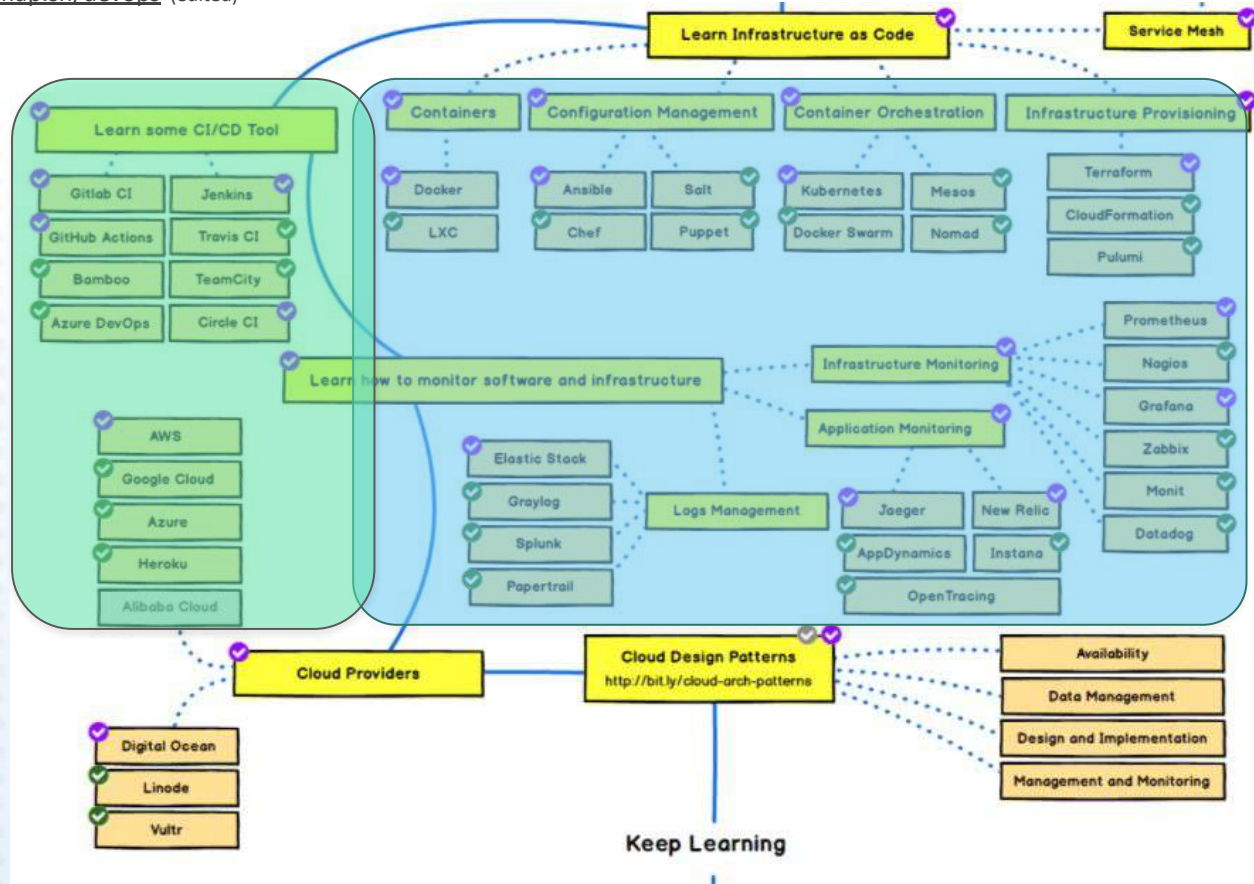 (edited)
Learn Infrastructure as Code
Service Mesh
Learn some CI/CD Tool
Containers
Configuration Management
Container Orchestration
Infrastructure Provisioning
Gitlab CI
Jenkins
GitHub Actions
Travis CI
Bamboo
TeamCity
Azure DevOps
Circle CI
Docker
LXC
Ansible
Salt
Chef
Puppet
Kubernetes
Mesos
Docker Swarm
Nomad
Terraform
CloudFormation
Pulumi
Learn how to monitor software and infrastructure
Infrastructure Monitoring
Application Monitoring
Prometheus
Nagios
Grafana
Zabbix
Monit
Datadog
AWS
Google Cloud
Azure
Heroku
Alibaba Cloud
Elastic Stack
Graylog
Splunk
Papertrail
Logs Management
Jaeger
New Relic
AppDynamics
Instana
OpenTracing
Cloud Providers
Cloud Design Patterns
http://bit.ly/cloud-arch-patterns
Availability
Data Management
Design and Implementation
Management and Monitoring
Digital Ocean
Linode
Vultr
Keep Learning